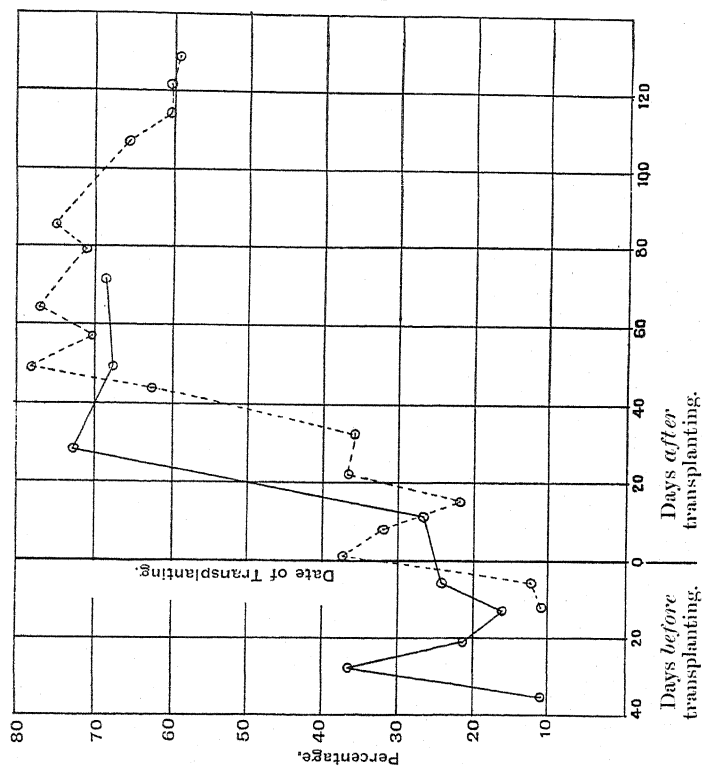 80
70
60
50
40
30
20
10
Percentage.
Date of Transplanting.
40
20
0
20
40
60
80
100
120
Days before
transplanting.
Days after
transplanting.